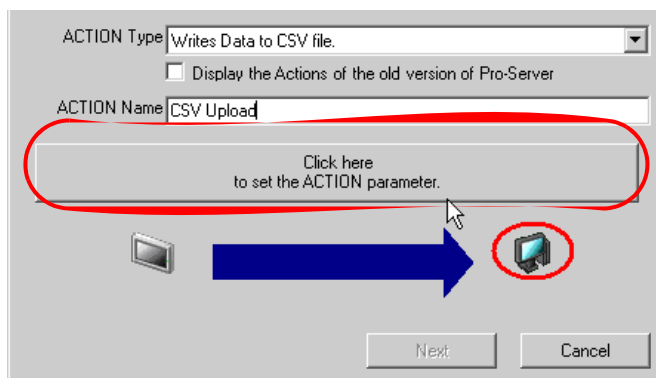 ACTION Type Writes Data to CSV file.
Display the Actions of the old version of Pro-Server
ACTION Name CSV Upload
Click here
to set the ACTION parameter.
Next Cancel